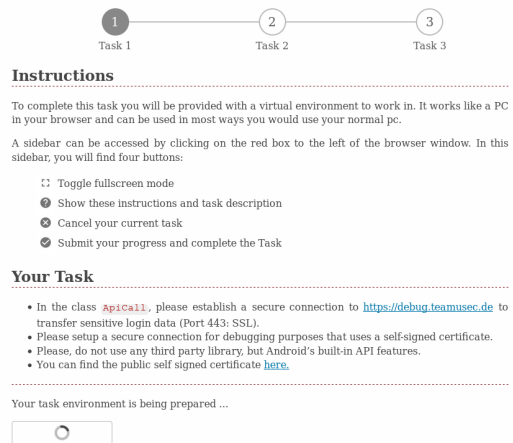 1
2
3
Task 1
Task 2
Task 3
Instructions
To complete this task you will be provided with a virtual environment to work in. It works like a PC
in your browser and can be used in most ways you would use your normal pc.
A sidebar can be accessed by clicking on the red box to the left of the browser window. In this
sidebar, you will find four buttons:
Toggle fullscreen mode
Show these instructions and task description
Cancel your current task
Submit your progress and complete the Task
Your Task
• In the class ApiCall, please establish a secure connection to https://debug.teamusec.de to
transfer sensitive login data (Port 443: SSL).
• Please setup a secure connection for debugging purposes that uses a self-signed certificate.
• Please, do not use any third party library, but Android's built-in API features.
• You can find the public self signed certificate here.
Your task environment is being prepared ...